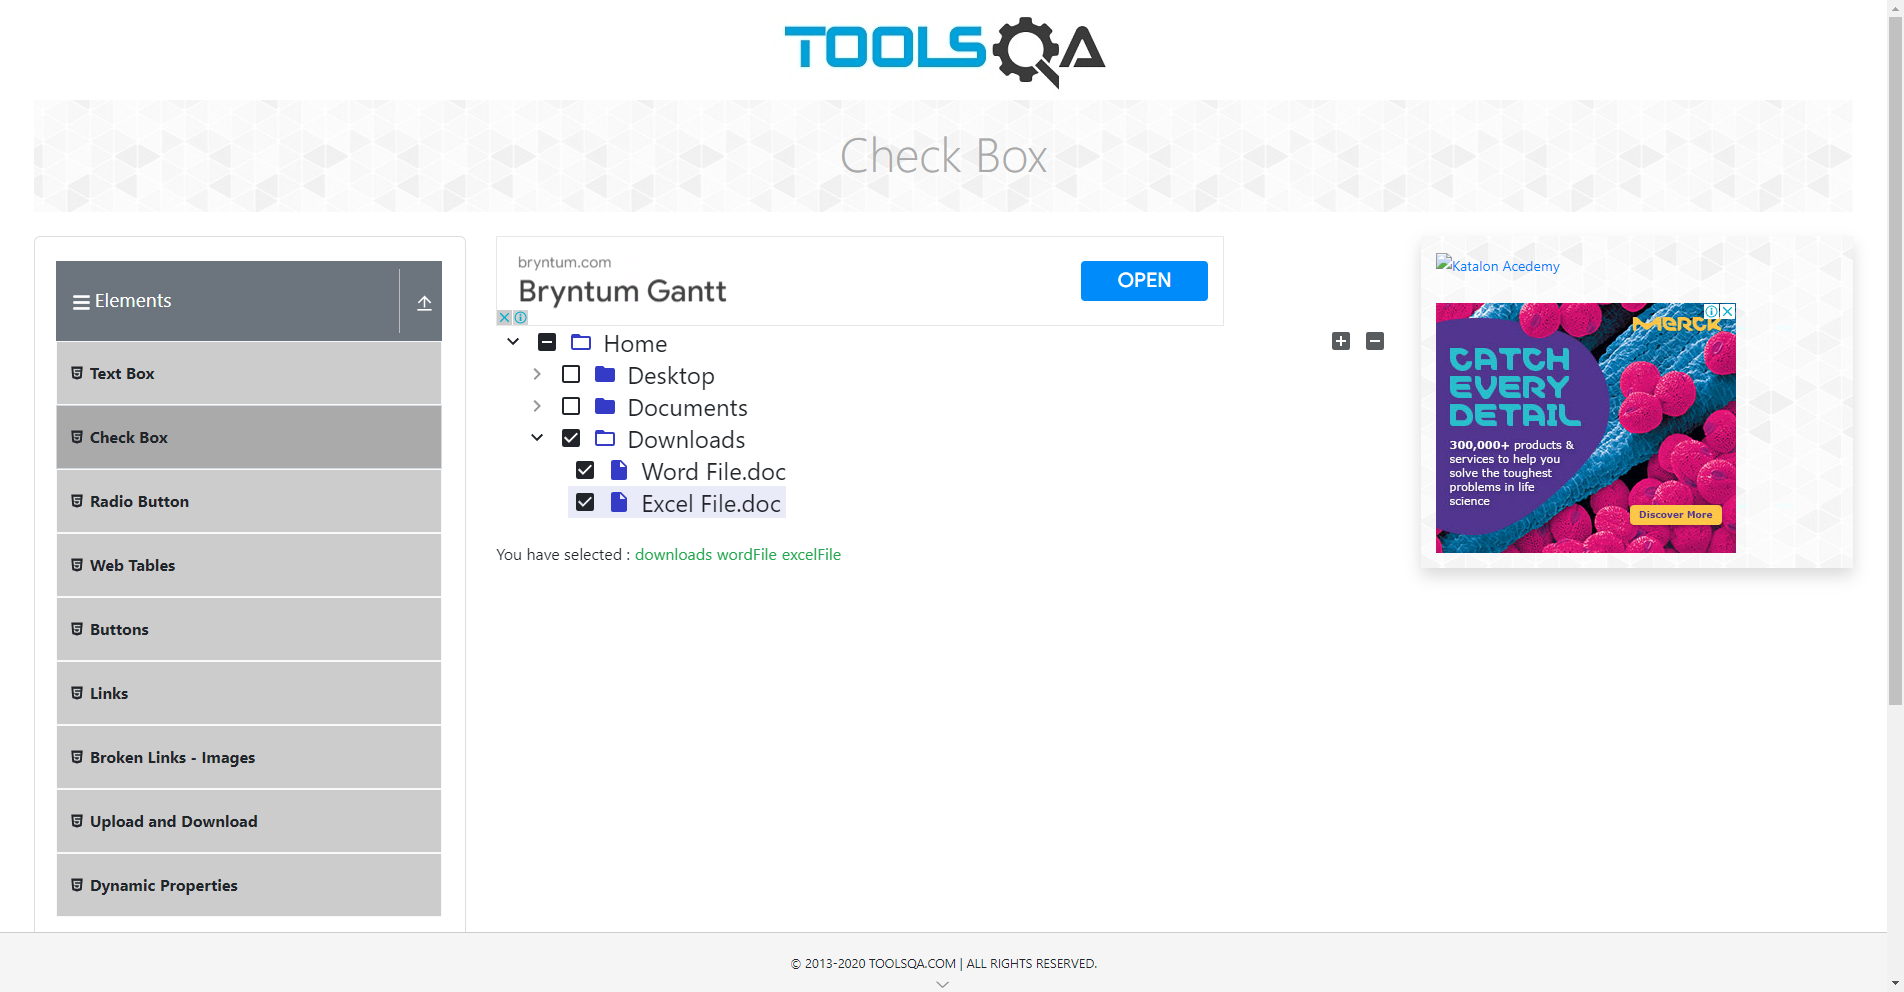 TOOLSQA
Check Box
Elements
Text Box
Check Box
Radio Button
Web Tables
Buttons
Links
Broken Links - Images
Upload and Download
Dynamic Properties
bryntum.com
Bryntum Gantt
OPEN
Home
Desktop
Documents
Downloads
Word File.doc
Excel File.doc
You have selected : downloads wordFile excelFile
Katalon Acedemy
Merck
CATCH
EVERY
DETAIL
300,000+ products &
services to help you
solve the toughest
problems in life
science
Discover More
© 2013-2020 TOOLSQA.COM | ALL RIGHTS RESERVED.